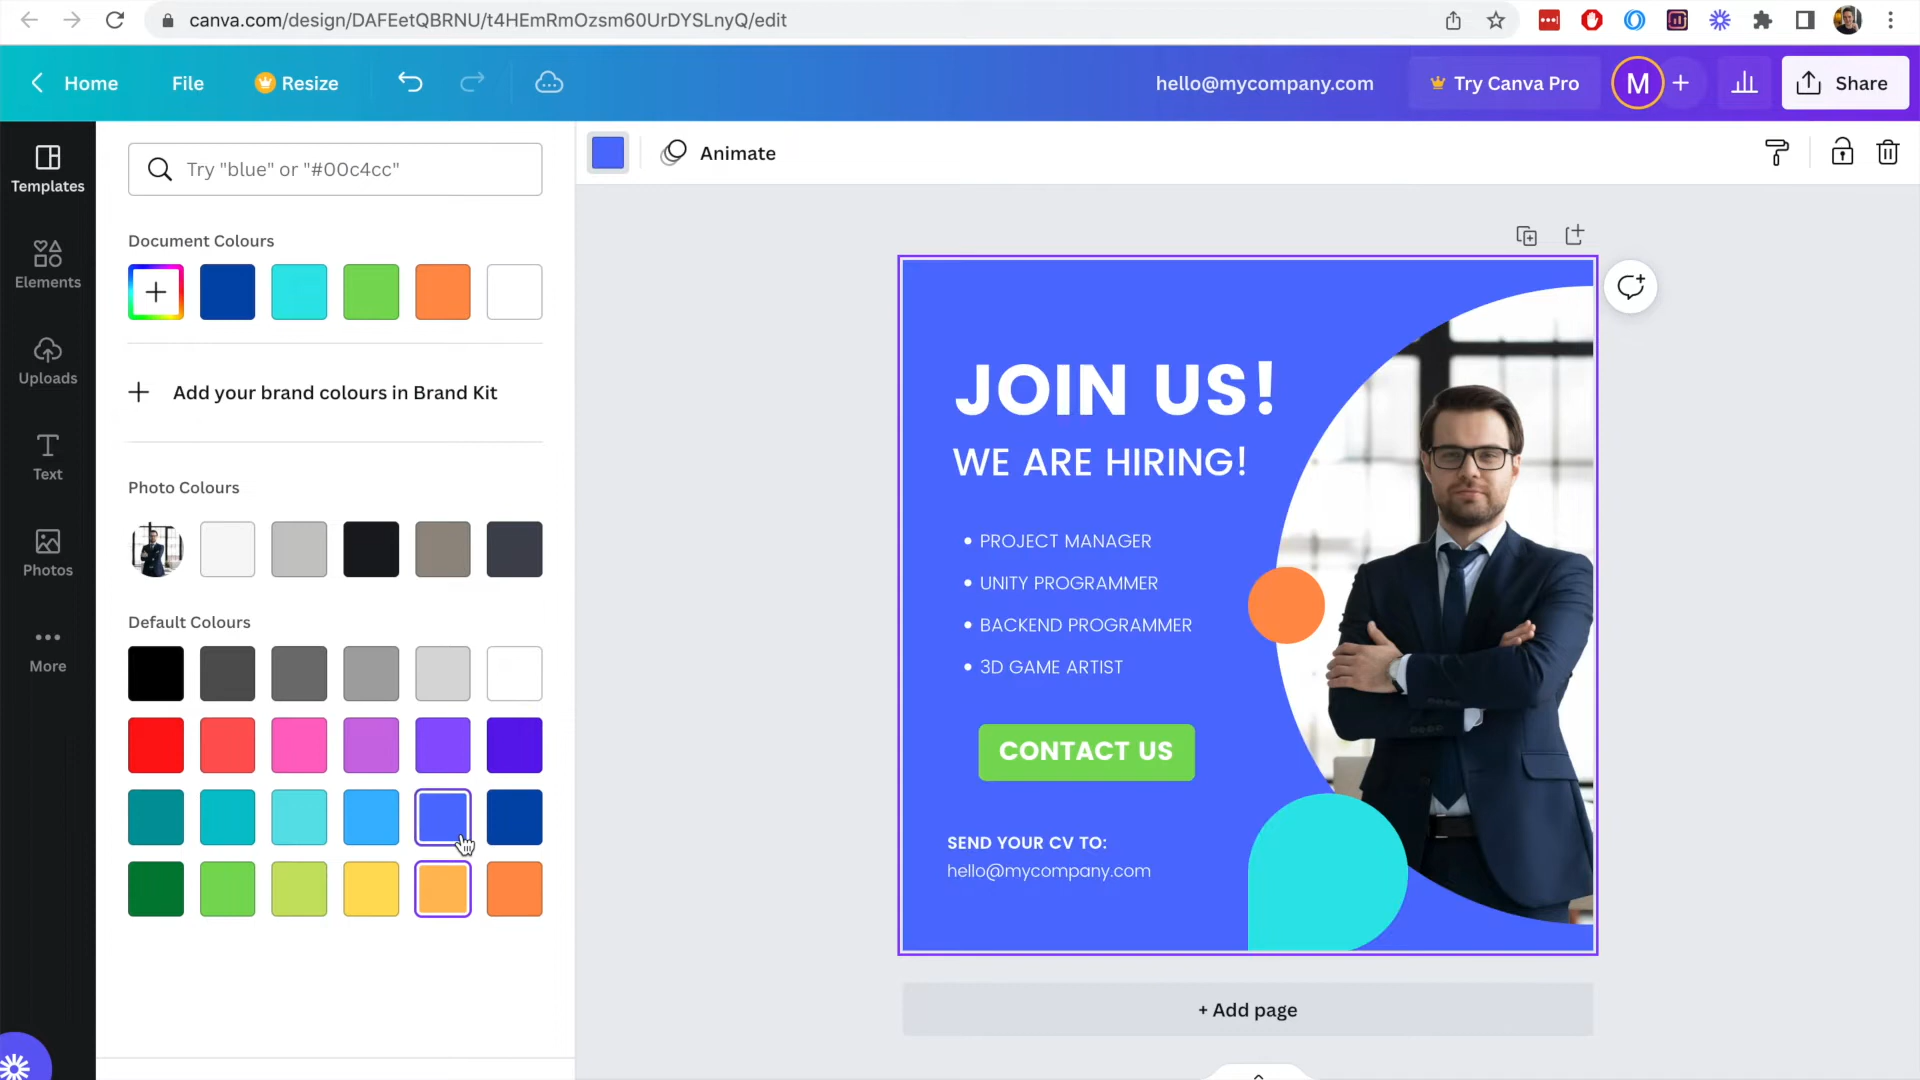 canva.com/design/DAFEetQBRNU/t4HEmRmOzsm60UrDYSLnyQ/edit
Home
File
Resize
hello@mycompany.com
Try Canva Pro
M
Share
Templates
Elements
Uploads
Text
Photos
More
Try "blue" or "#00c4cc"
Document Colours
Add your brand colours in Brand Kit
Photo Colours
Default Colours
Animate
JOIN US!
WE ARE HIRING!
• PROJECT MANAGER
• UNITY PROGRAMMER
• BACKEND PROGRAMMER
• 3D GAME ARTIST
CONTACT US
SEND YOUR CV TO:
hello@mycompany.com
+ Add page